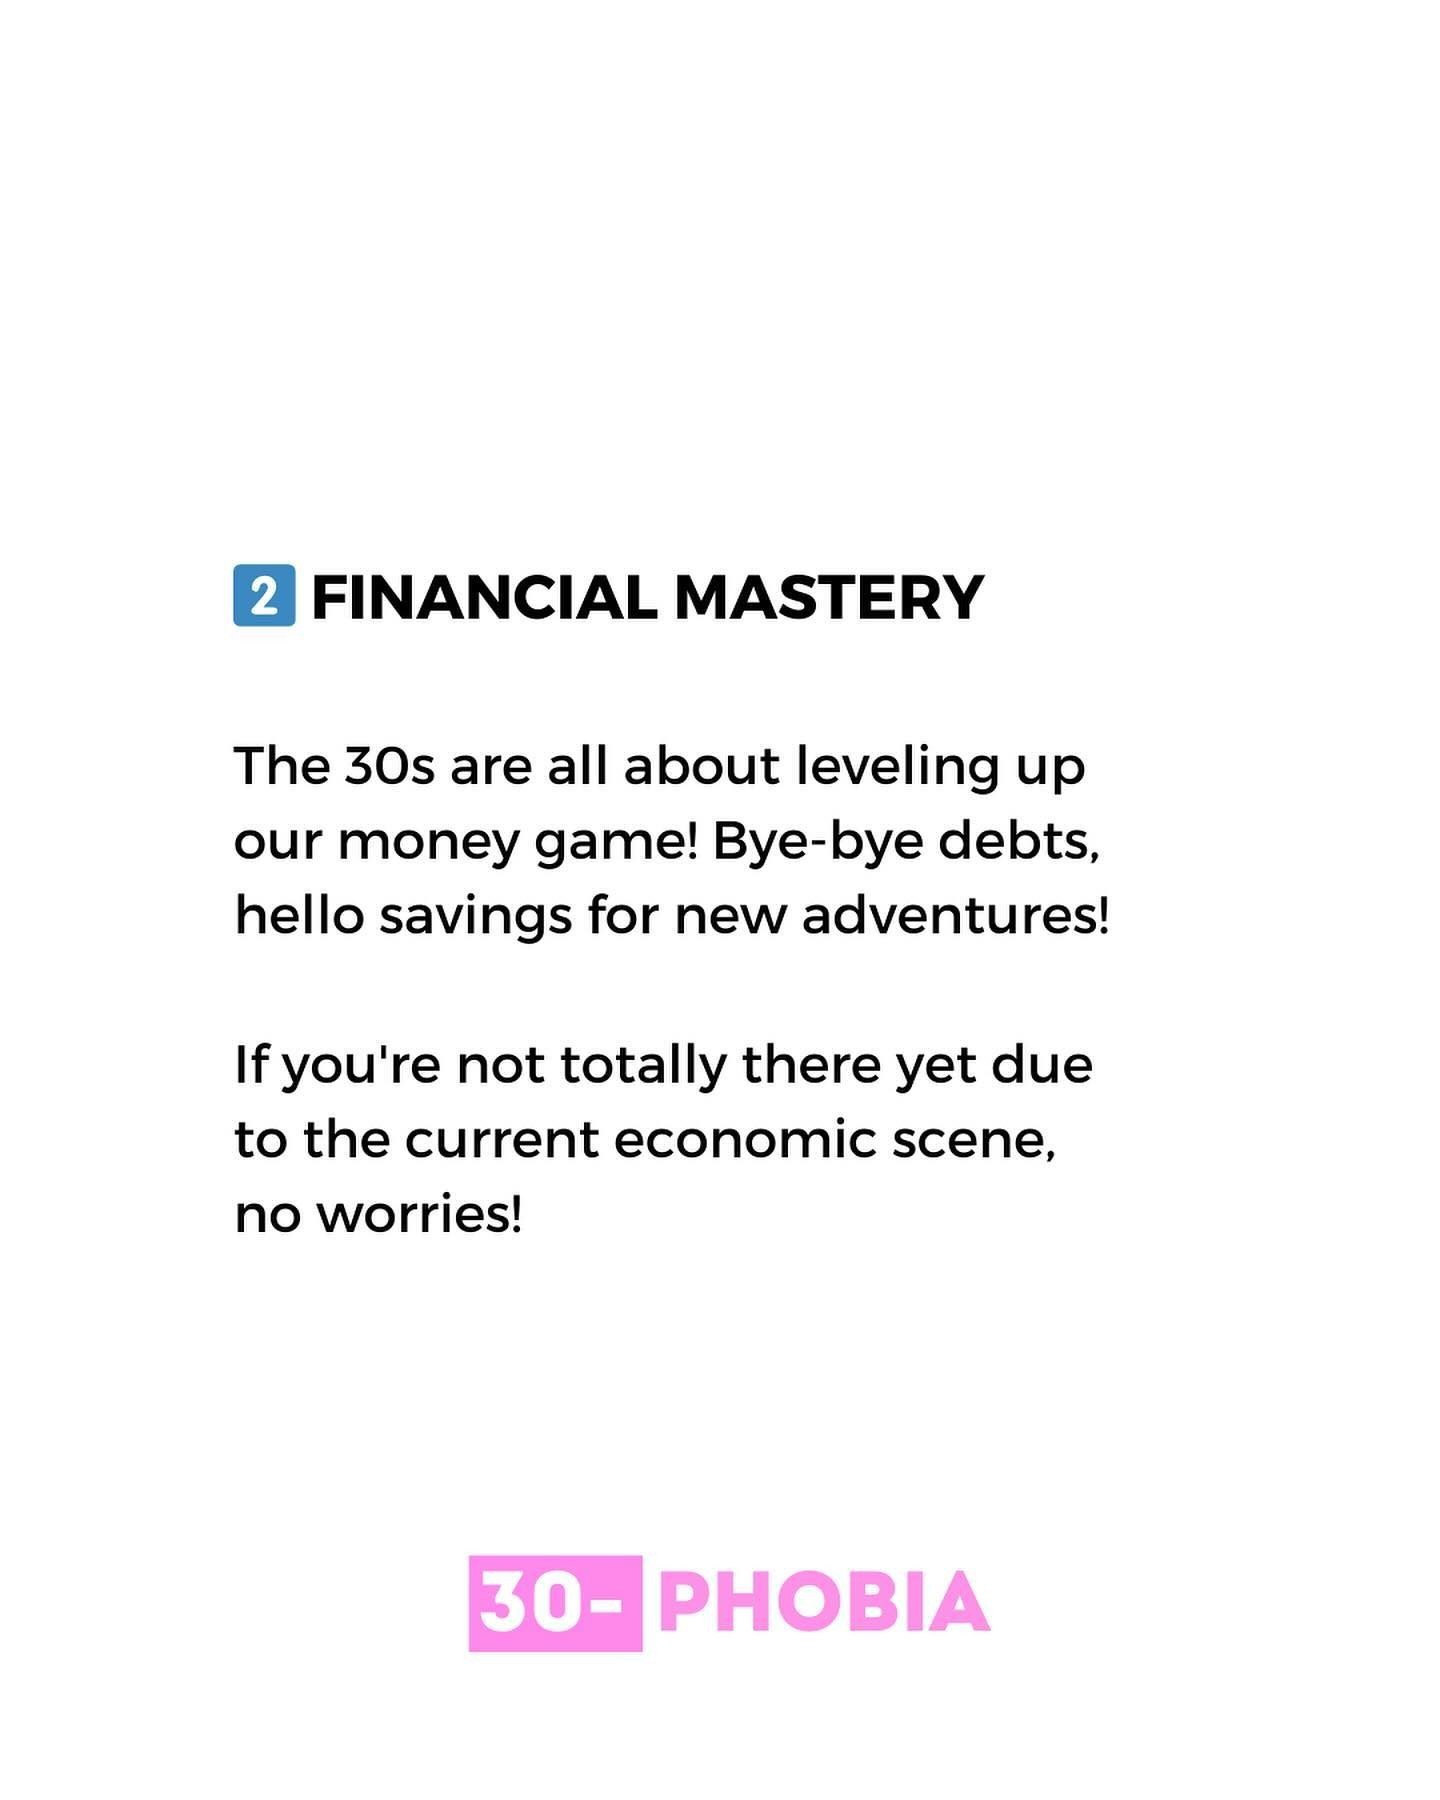 2️⃣ FINANCIAL MASTERY
The 30s are all about leveling up
our money game! Bye-bye debts,
hello savings for new adventures!
If you're not totally there yet due
to the current economic scene,
no worries!
30- PHOBIA